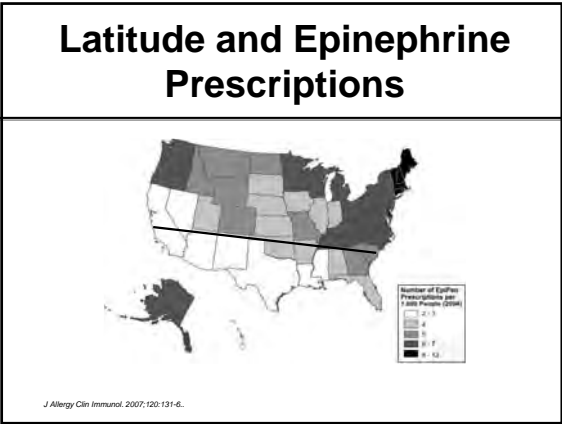 Latitude and Epinephrine
Prescriptions
Number of EpiPen
Prescriptions per
1,000 People (2004)
2 - 3
4
5
6 - 7
8 - 12
J Allergy Clin Immunol. 2007;120:131-6..